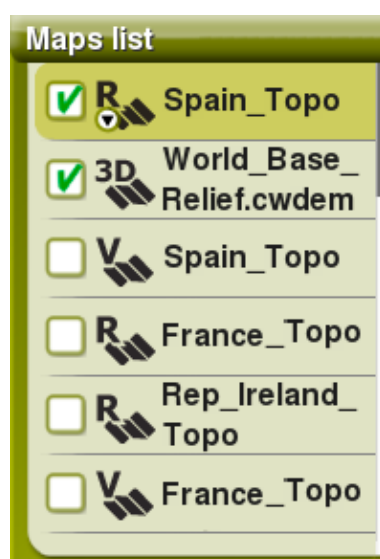 Maps list
R Spain_Topo
3D World_Base_
Relief.cwdem
V Spain_Topo
R France_Topo
R Rep_Ireland_
Topo
V France_Topo